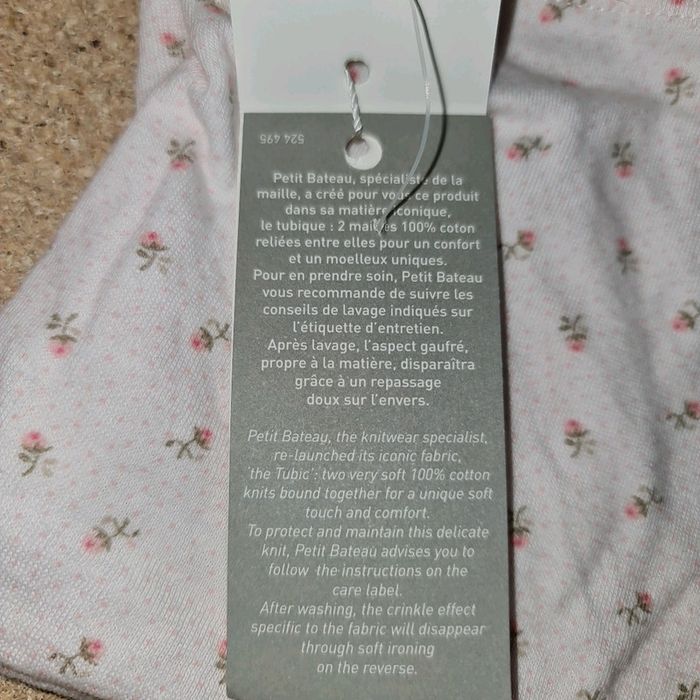 524 495
Petit Bateau, spécialiste de la
maille, a créé pour vous ce produit
dans sa matière iconique,
le tubique : 2 mailles 100% coton
reliées entre elles pour un confort
et un moelleux uniques.
Pour en prendre soin, Petit Bateau
vous recommande de suivre les
conseils de lavage indiqués sur
l'étiquette d'entretien.
Après lavage, l'aspect gaufré,
propre à la matière, disparaîtra
grâce à un repassage
doux sur l'envers.
Petit Bateau, the knitwear specialist,
re-launched its iconic fabric,
'the Tubic': two very soft 100% cotton
knits bound together for a unique soft
touch and comfort.
To protect and maintain this delicate
knit, Petit Bateau advises you to
follow the instructions on the
care label.
After washing, the crinkle effect
specific to the fabric will disappear
through soft ironing
on the reverse.